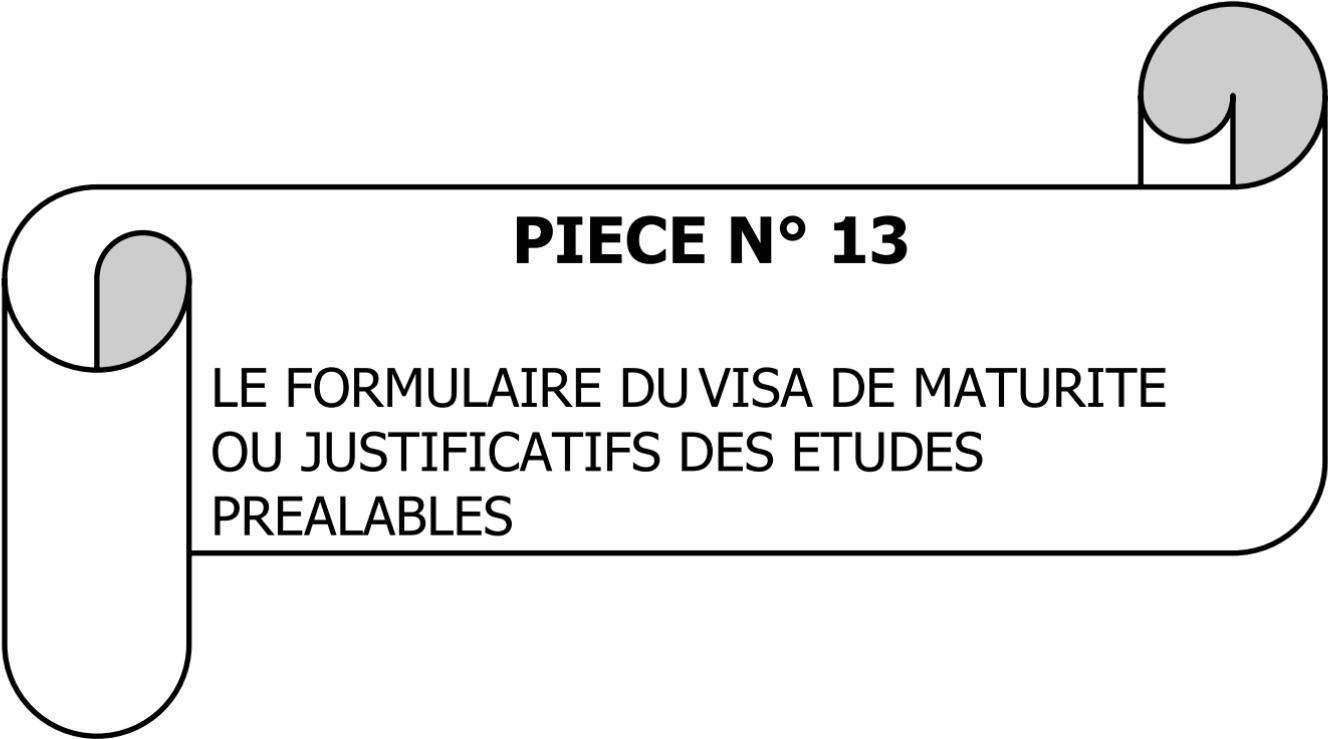 PIECE N° 13
LE FORMULAIRE DU VISA DE MATURITE
OU JUSTIFICATIFS DES ETUDES
PREALABLES